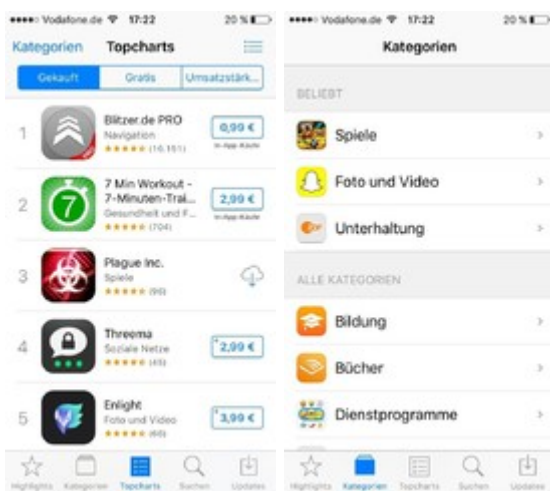 Vodafone.de 17:22 20 %
Kategorien Topcharts
Gekauft Gratis Umsatzstärk...
1
Blitzer.de PRO
Navigation
(16.161)
0,99 €
In-App-Käufe
2
7
7 Min Workout -
7-Minuten-Trai...
Gesundheit und F...
(704)
2,99 €
In-App-Käufe
3
Plague Inc.
Spiele
(96)
4
Threema
Soziale Netze
(45)
+2,99 €
5
Enlight
Foto und Video
(66)
+3,99 €
Highlights Kategorien Topcharts Suchen Updates
Vodafone.de 17:22 20 %
Kategorien
BELIEBT
Spiele
Foto und Video
Unterhaltung
ALLE KATEGORIEN
Bildung
Bücher
Dienstprogramme
Highlights Kategorien Topcharts Suchen Updates